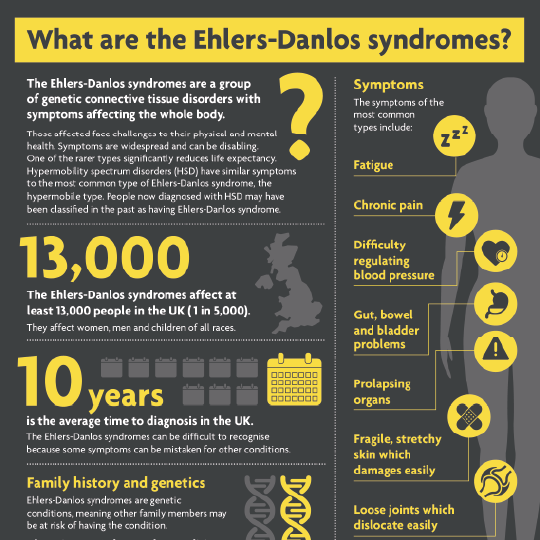 What are the Ehlers-Danlos syndromes?
The Ehlers-Danlos syndromes are a group
of genetic connective tissue disorders with
symptoms affecting the whole body.
?
Those affected face challenges to their physical and mental
health. Symptoms are widespread and can be disabling.
One of the rarer types significantly reduces life expectancy.
Hypermobility spectrum disorders (HSD) have similar symptoms
to the most common type of Ehlers-Danlos syndrome, the
hypermobile type. People now diagnosed with HSD may have
been classified in the past as having Ehlers-Danlos syndrome.
13,000
The Ehlers-Danlos syndromes affect at
least 13,000 people in the UK (1 in 5,000).
They affect women, men and children of all races.
10 years
is the average time to diagnosis in the UK.
The Ehlers-Danlos syndromes can be difficult to recognise
because some symptoms can be mistaken for other conditions.
Family history and genetics
Ehlers-Danlos syndromes are genetic
conditions, meaning other family members may
be at risk of having the condition.
Symptoms
The symptoms of the
most common
types include:
zzz
Fatigue
Chronic pain
Difficulty
regulating
blood pressure
Gut, bowel
and bladder
problems
Prolapsing
organs
Fragile, stretchy
skin which
damages easily
Loose joints which
dislocate easily